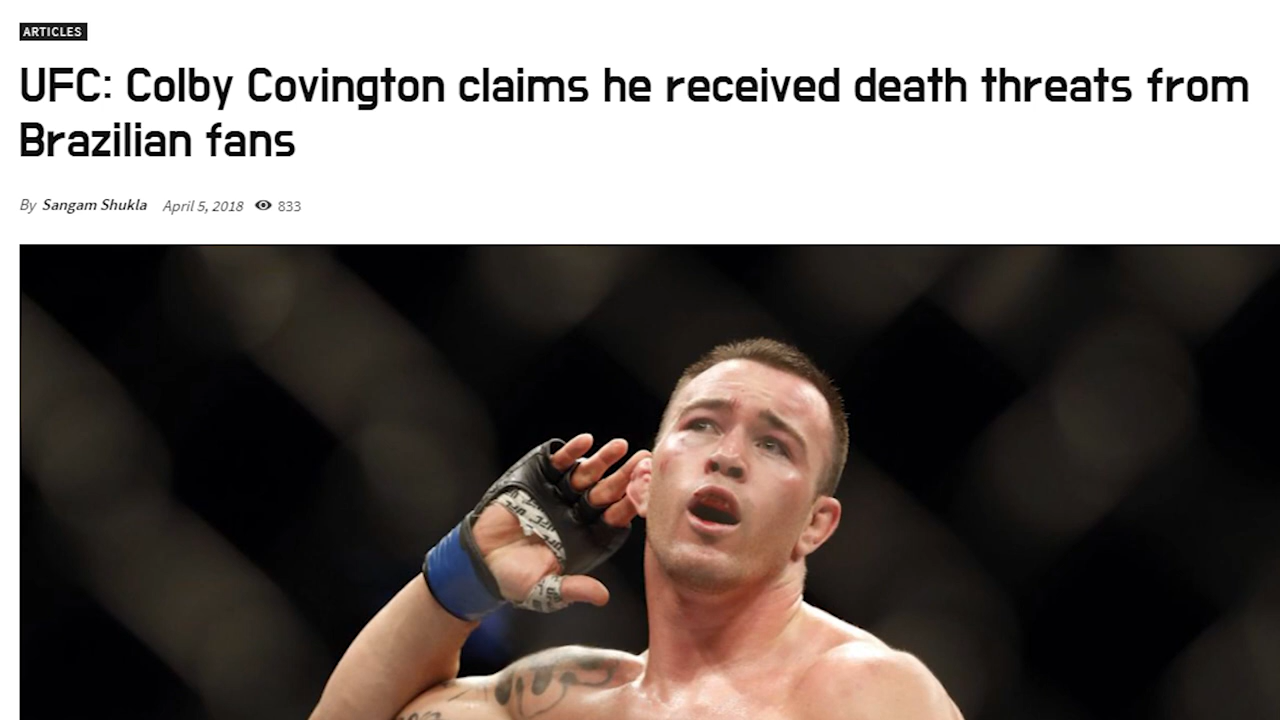 ARTICLES
UFC: Colby Covington claims he received death threats from
Brazilian fans
By Sangam Shukla April 5, 2018 833